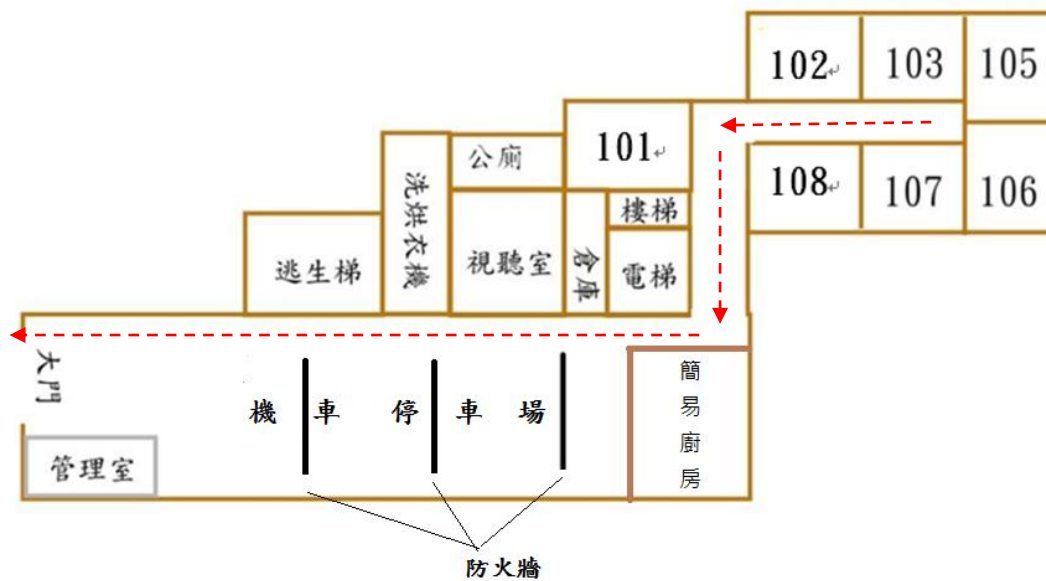 102 103 105
101
公廁
108 107 106
洗烘衣機
樓梯
視聽室
倉庫
電梯
逃生梯
大門
簡易廚房
機車停車場
管理室
防火牆